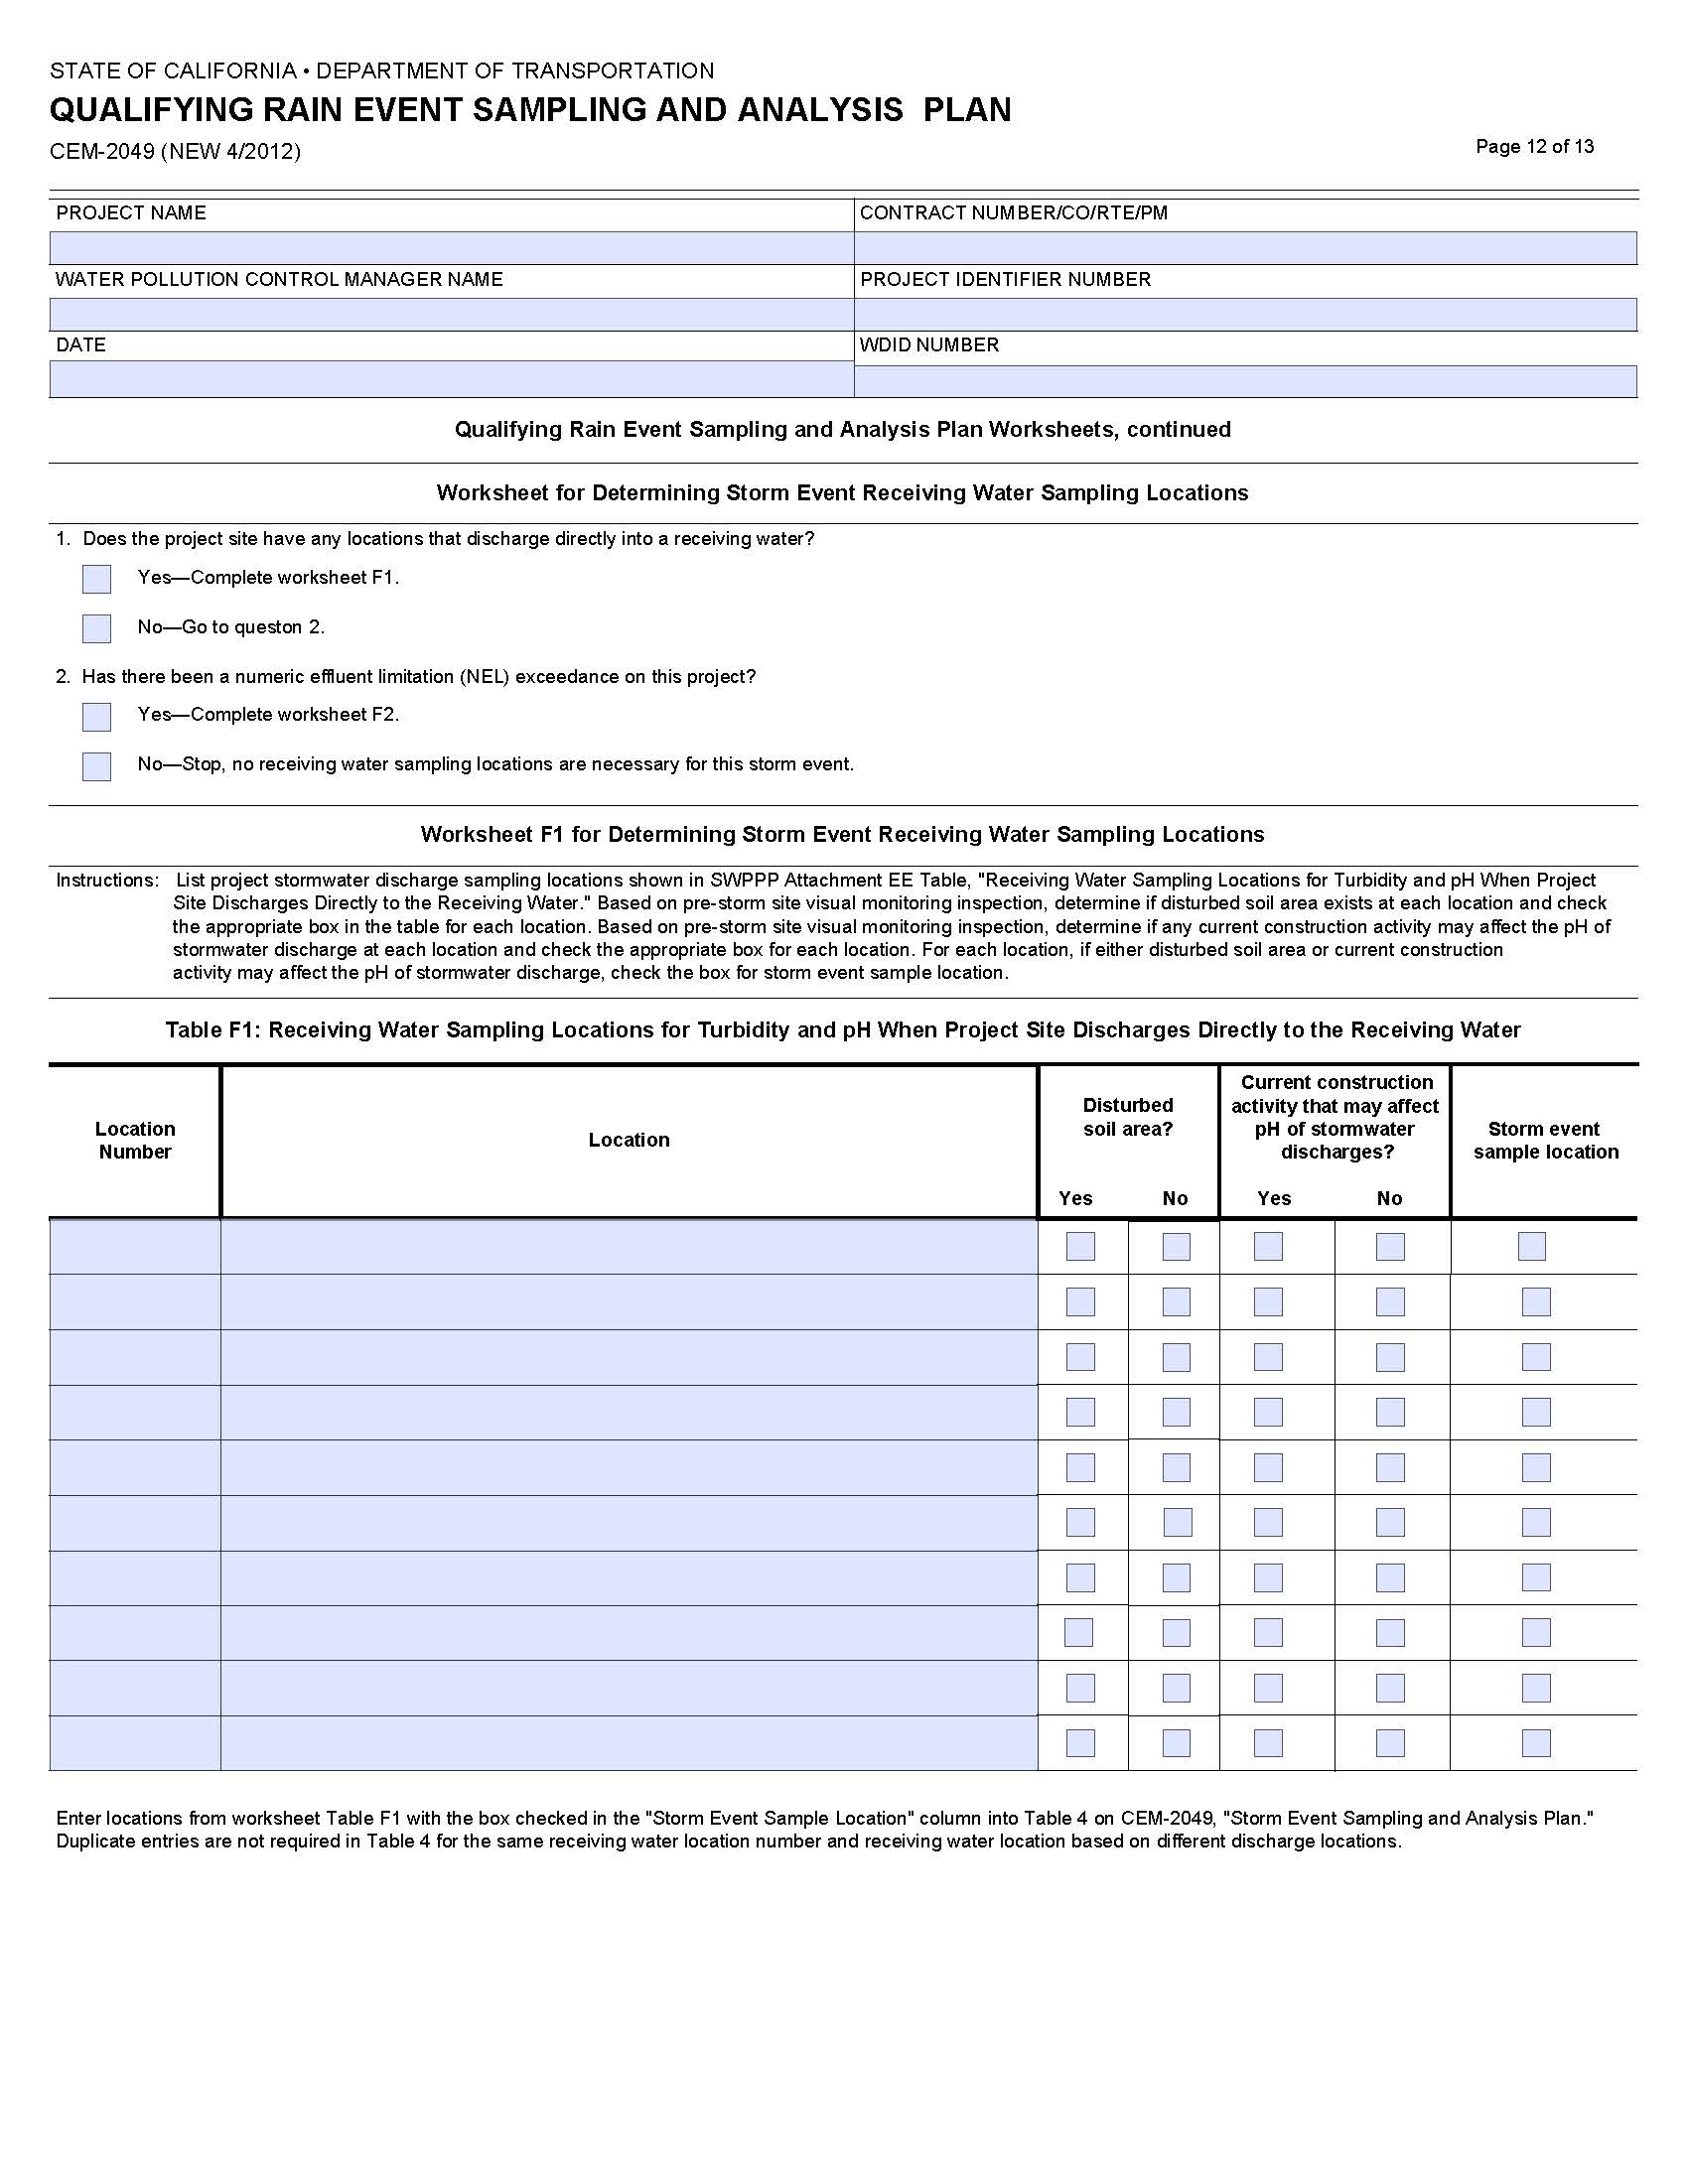 STATE OF CALIFORNIA • DEPARTMENT OF TRANSPORTATION
QUALIFYING RAIN EVENT SAMPLING AND ANALYSIS PLAN
CEM-2049 (NEW 4/2012)
Page 12 of 13
PROJECT NAME
CONTRACT NUMBER/CO/RTE/PM
WATER POLLUTION CONTROL MANAGER NAME
PROJECT IDENTIFIER NUMBER
DATE
WDID NUMBER
Qualifying Rain Event Sampling and Analysis Plan Worksheets, continued
Worksheet for Determining Storm Event Receiving Water Sampling Locations
1. Does the project site have any locations that discharge directly into a receiving water?
Yes—Complete worksheet F1.
No—Go to queston 2.
2. Has there been a numeric effluent limitation (NEL) exceedance on this project?
Yes—Complete worksheet F2.
No—Stop, no receiving water sampling locations are necessary for this storm event.
Worksheet F1 for Determining Storm Event Receiving Water Sampling Locations
Instructions: List project stormwater discharge sampling locations shown in SWPPP Attachment EE Table, "Receiving Water Sampling Locations for Turbidity and pH When Project
Site Discharges Directly to the Receiving Water." Based on pre-storm site visual monitoring inspection, determine if disturbed soil area exists at each location and check
the appropriate box in the table for each location. Based on pre-storm site visual monitoring inspection, determine if any current construction activity may affect the pH of
stormwater discharge at each location and check the appropriate box for each location. For each location, if either disturbed soil area or current construction
activity may affect the pH of stormwater discharge, check the box for storm event sample location.
Table F1: Receiving Water Sampling Locations for Turbidity and pH When Project Site Discharges Directly to the Receiving Water
Location
Number
Location
Disturbed
soil area?
Yes No
Current construction
activity that may affect
pH of stormwater
discharges?
Yes No
Storm event
sample location
Enter locations from worksheet Table F1 with the box checked in the "Storm Event Sample Location" column into Table 4 on CEM-2049, "Storm Event Sampling and Analysis Plan."
Duplicate entries are not required in Table 4 for the same receiving water location number and receiving water location based on different discharge locations.